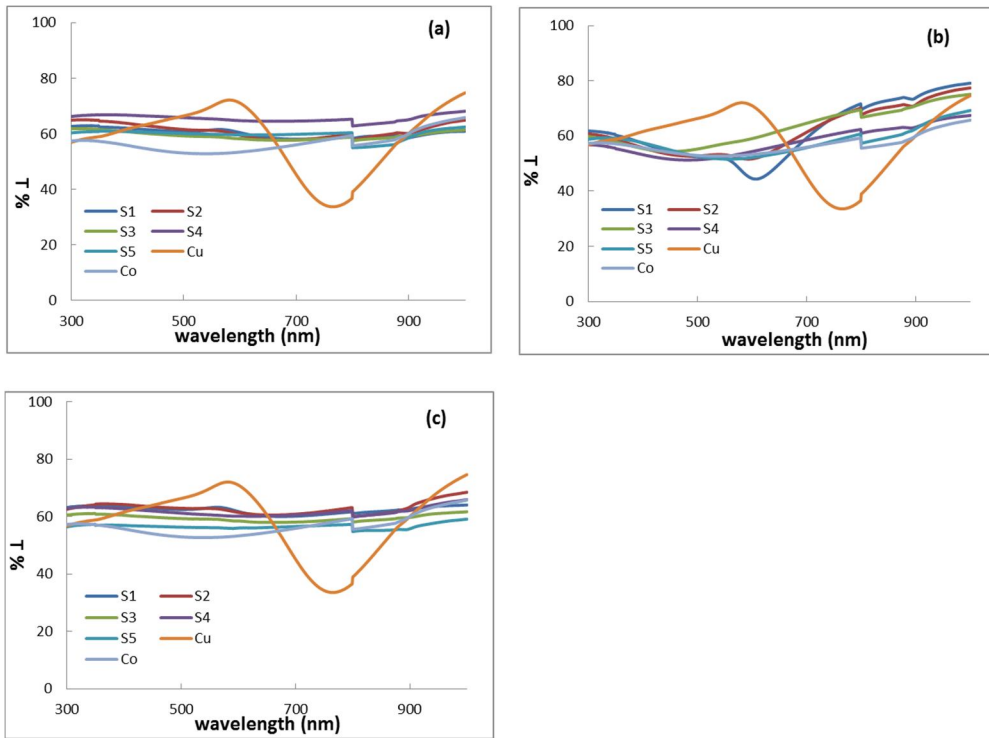 (a)
100
80
60
40
20
0
% T
S1 S2
S3 S4
S5 Cu
Co
300 500 700 900
wavelength (nm)
(b)
100
80
60
40
20
0
% T
S1 S2
S3 S4
S5 Cu
Co
300 500 700 900
wavelength (nm)
(c)
100
80
60
40
20
0
% T
S1 S2
S3 S4
S5 Cu
Co
300 500 700 900
wavelength (nm)